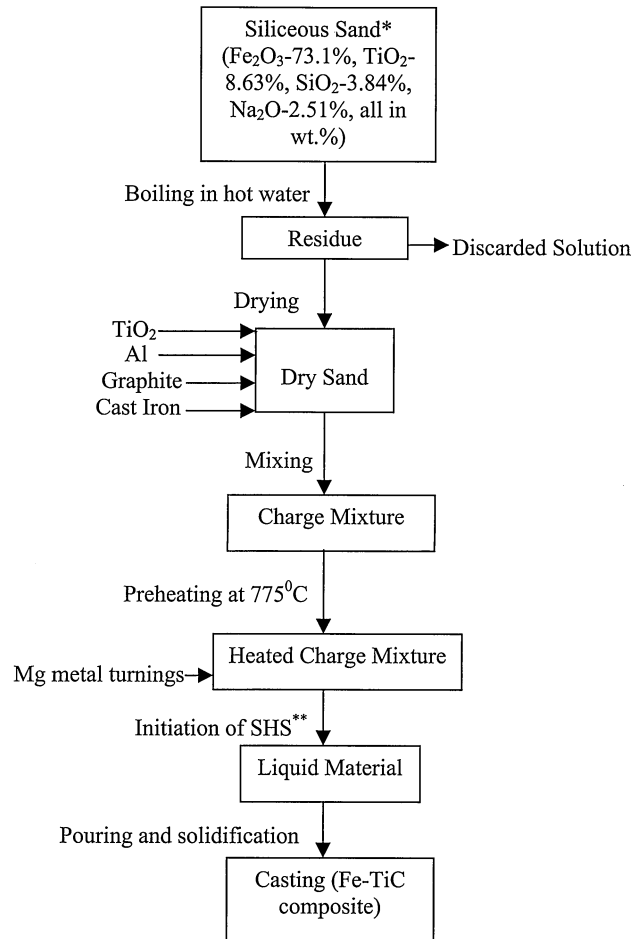 Siliceous Sand*
(Fe₂O₃-73.1%, TiO₂-
8.63%, SiO₂-3.84%,
Na₂O-2.51%, all in
wt.%)
Boiling in hot water
Residue
Discarded Solution
Drying
TiO₂
Al
Graphite
Cast Iron
Dry Sand
Mixing
Charge Mixture
Preheating at 775⁰C
Heated Charge Mixture
Mg metal turnings
Initiation of SHS**
Liquid Material
Pouring and solidification
Casting (Fe-TiC
composite)